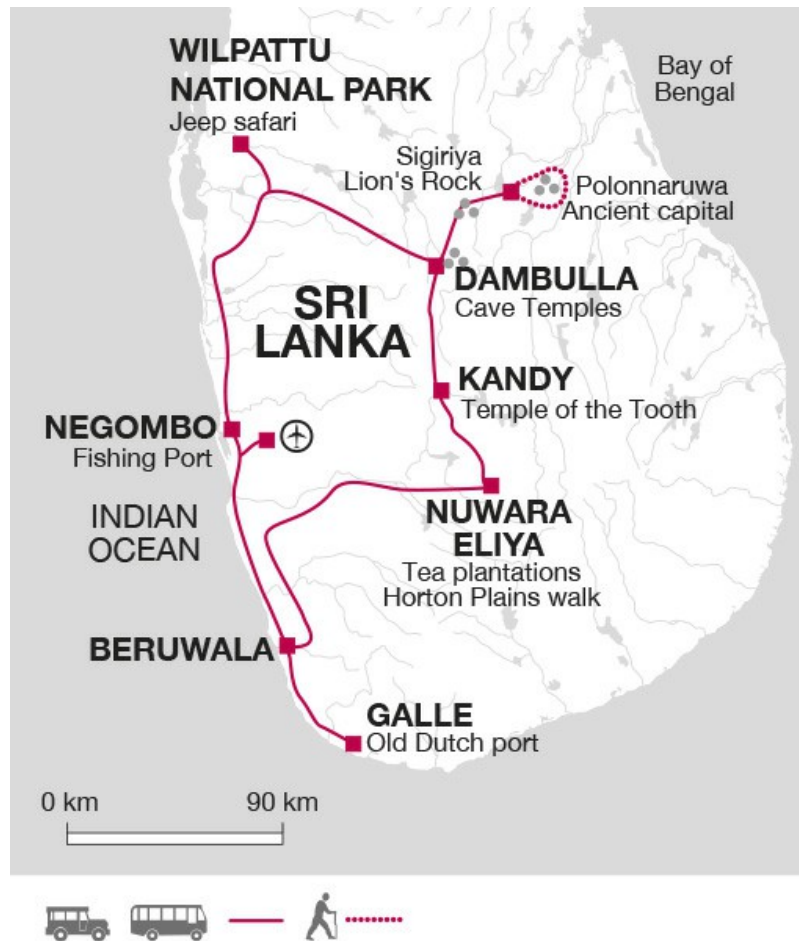 WILPATTU
NATIONAL PARK
Jeep safari
Bay of
Bengal
Sigiriya
Lion's Rock
Polonnaruwa
Ancient capital
DAMBULLA
Cave Temples
SRI
LANKA
KANDY
Temple of the Tooth
NEGOMBO
Fishing Port
INDIAN
OCEAN
NUWARA
ELIYA
Tea plantations
Horton Plains walk
BERUWALA
GALLE
Old Dutch port
0 km
90 km